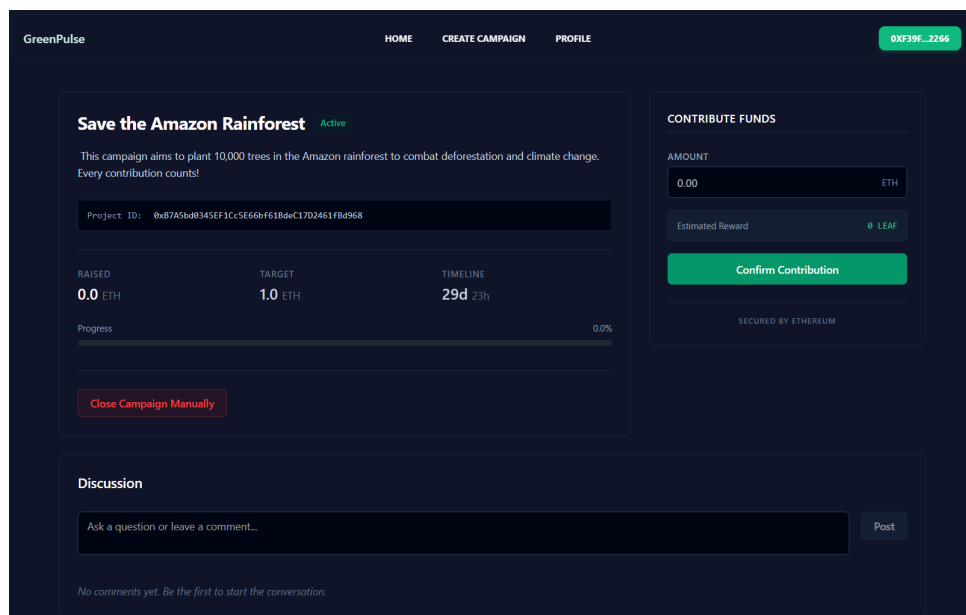 GreenPulse
HOME
CREATE CAMPAIGN
PROFILE
0XF39F...2266
Save the Amazon Rainforest
Active
This campaign aims to plant 10,000 trees in the Amazon rainforest to combat deforestation and climate change.
Every contribution counts!
Project ID: 0xB7A5bd0345EF1Cc5E66bf61BdeC17D2461fBd968
RAISED
TARGET
TIMELINE
0.0 ETH
1.0 ETH
29d 23h
Progress
0.0%
Close Campaign Manually
CONTRIBUTE FUNDS
AMOUNT
0.00
ETH
Estimated Reward
0 LEAF
Confirm Contribution
SECURED BY ETHEREUM
Discussion
Ask a question or leave a comment...
Post
No comments yet. Be the first to start the conversation.